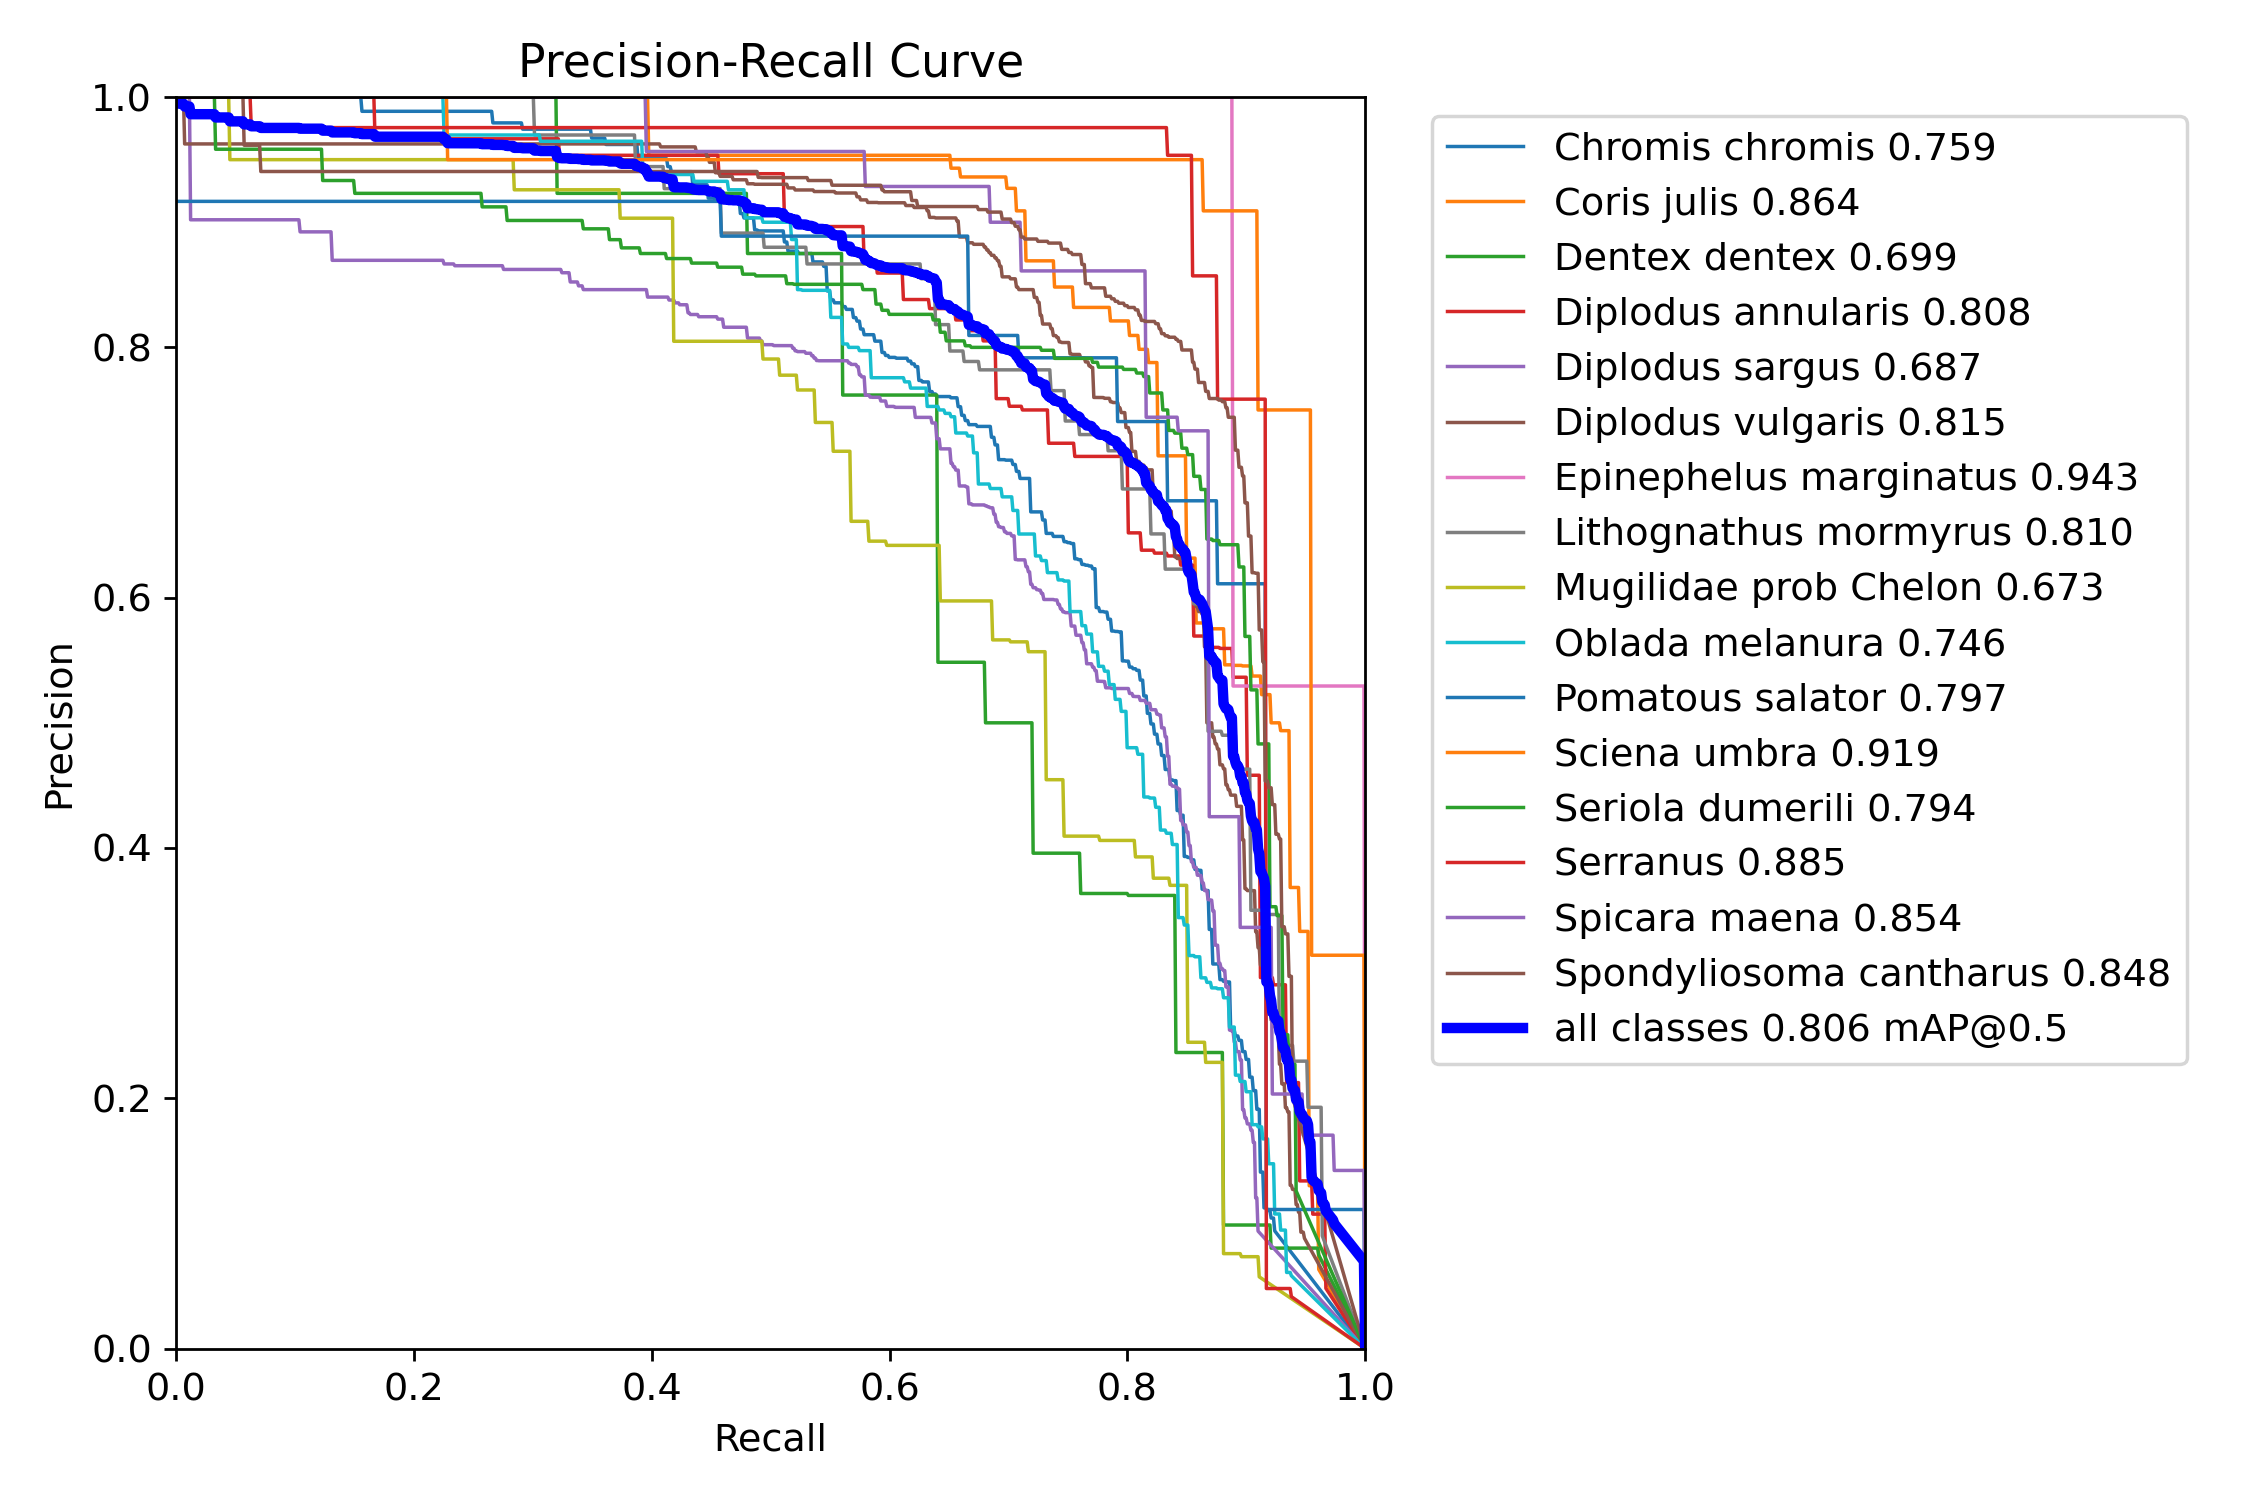 Precision-Recall Curve
1.0
0.8
0.6
0.4
0.2
0.0
Precision
0.0 0.2 0.4 0.6 0.8 1.0
Recall
Chromis chromis 0.759
Coris julis 0.864
Dentex dentex 0.699
Diplodus annularis 0.808
Diplodus sargus 0.687
Diplodus vulgaris 0.815
Epinephelus marginatus 0.943
Lithognathus mormyrus 0.810
Mugilidae prob Chelon 0.673
Oblada melanura 0.746
Pomatous salator 0.797
Sciena umbra 0.919
Seriola dumerili 0.794
Serranus 0.885
Spicara maena 0.854
Spondyliosoma cantharus 0.848
all classes 0.806 mAP@0.5